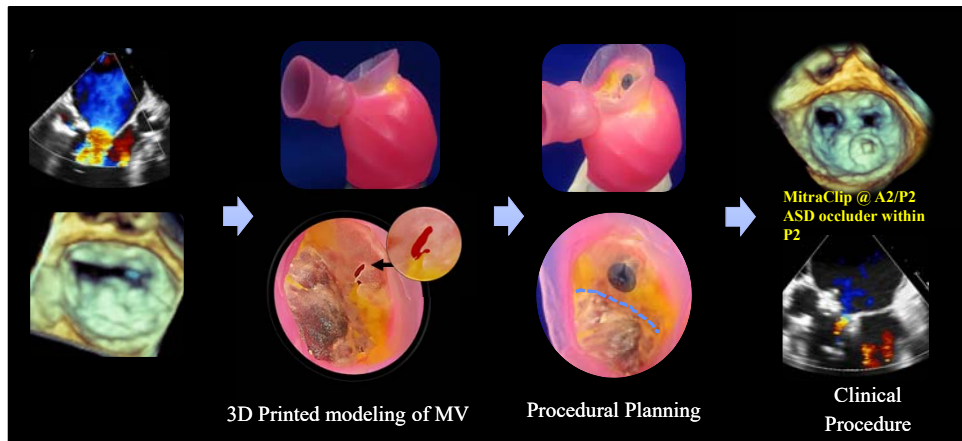 MitraClip @ A2/P2
ASD occluder within
P2
3D Printed modeling of MV
Procedural Planning
Clinical
Procedure